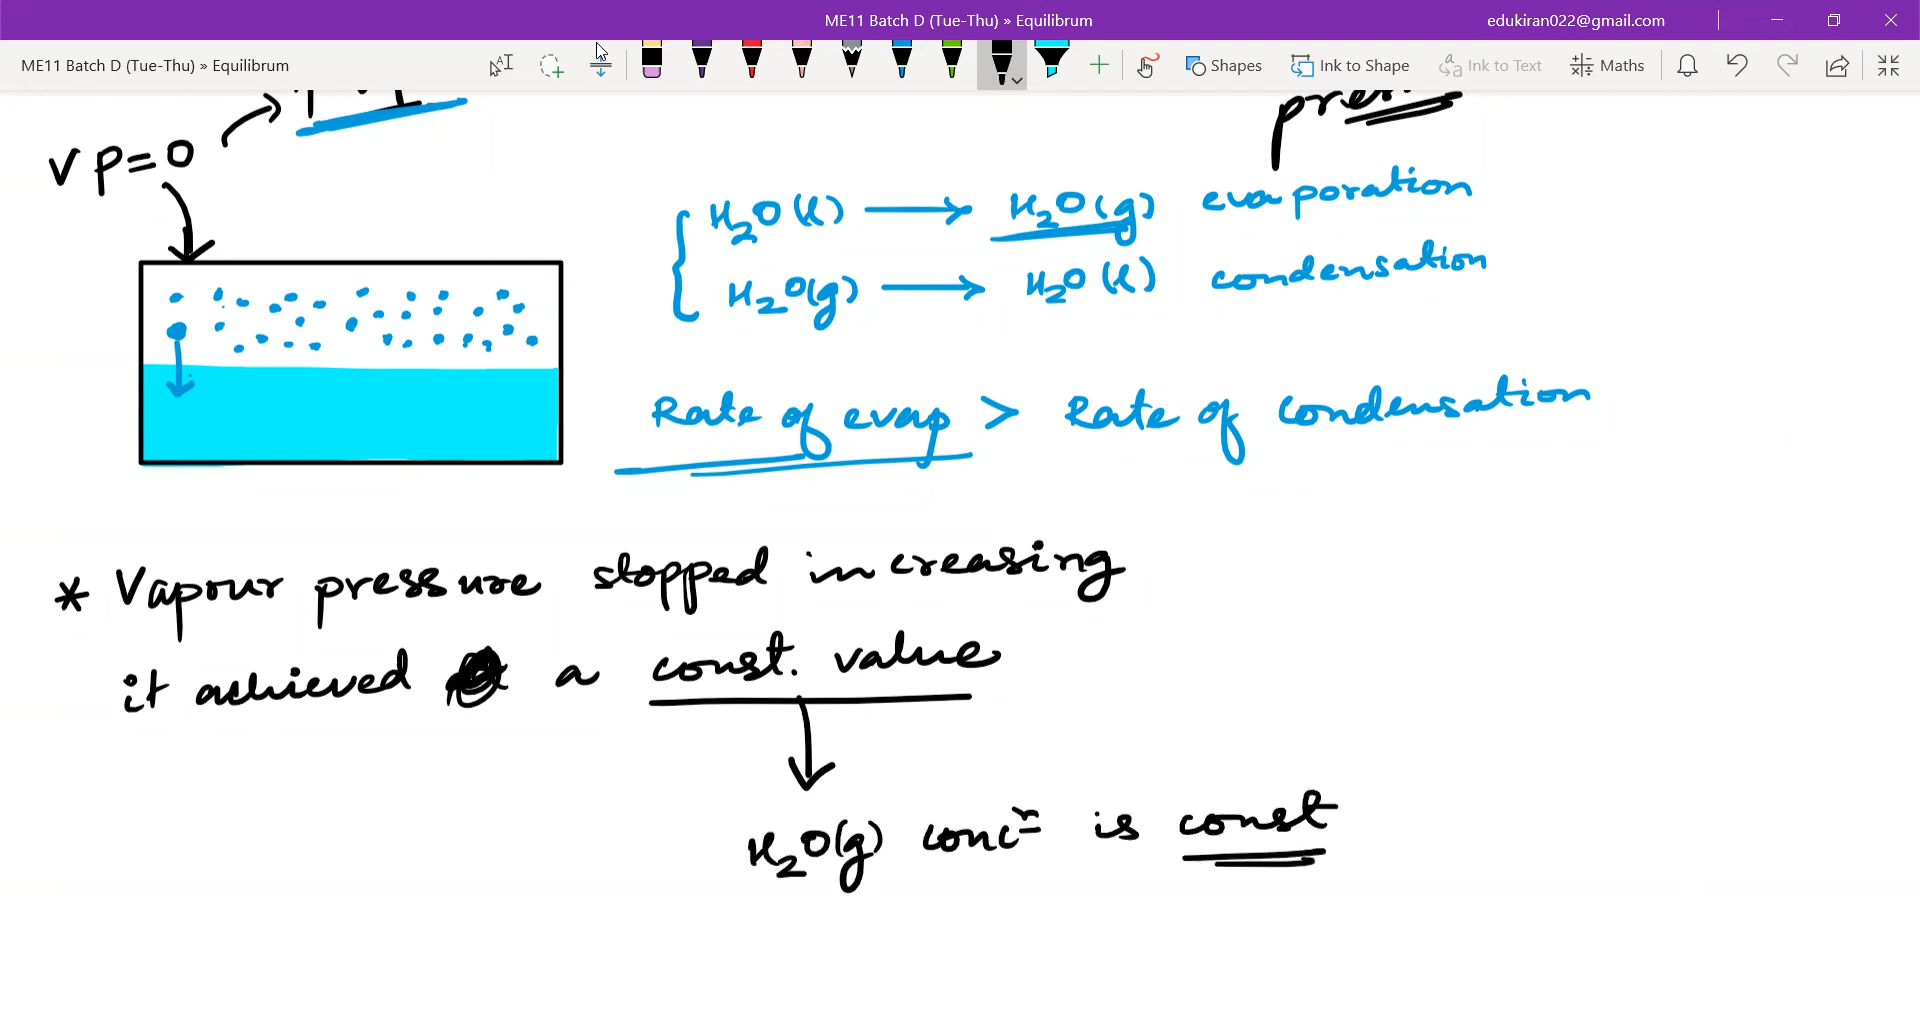 ME11 Batch D (Tue-Thu) » Equilibrum
edukiran022@gmail.com
ME11 Batch D (Tue-Thu) » Equilibrum
Shapes
Ink to Shape
Ink to Text
Maths
VP=0
H₂O(l) → H₂O(g) evaporation
H₂O(g) → H₂O(l) condensation
Rate of evap > Rate of condensation
* Vapour pressure stopped increasing
it achieved a const. value
H₂O(g) concⁿ is const